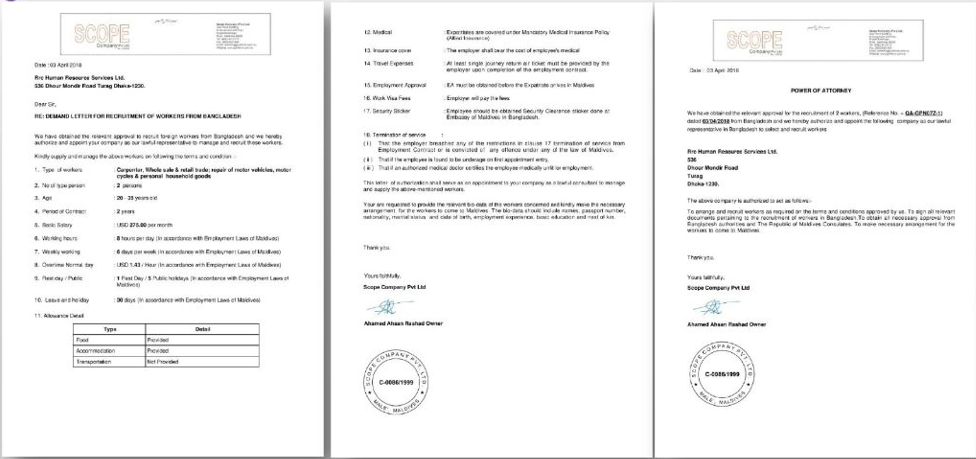 SCOPE
Company Pvt Ltd
Date : 03 April 2018
Rrc Human Resource Services Ltd.
536 Dhour Mondir Road Turag Dhaka-1230.
Dear Sir,
RE: DEMAND LETTER FOR RECRUITMENT OF WORKERS FROM BANGLADESH
We have obtained the relevant approval to recruit foreign workers from Bangladesh and we hereby
authorize and appoint your company as our lawful representative to manage and recruit these workers.
Kindly supply and manage the above workers on following the terms and condition :-
1. Type of workers : Carpenter, Whole sale & retail trade; repair of motor vehicles, motor
cycles & personal household goods
2. No of type person : 2 persons
3. Age : 20 - 35 years old
4. Period of Contract : 2 years
5. Basic Salary : USD 275.00 per month
6. Working hours : 8 hours per day (In accordance with Employment Laws of Maldives)
7. Weekly working : 6 days per week (In accordance with Employment Laws of Maldives)
8. Overtime Normal day : USD 1.43 / Hour (In accordance with Employment Laws of Maldives)
9. Rest day / Public : 1 Rest Day / 5 Public holidays (In accordance with Employment Laws of
Maldives)
10. Leave and holiday : 30 days (In accordance with Employment Laws of Maldives)
11. Allowance Detail
Type Detail
Food Provided
Accommodation Provided
Transportation Not Provided
12. Medical : Expatriates are covered under Mandatory Medical Insurance Policy
(Allied Insurance)
13. Insurance cover : The employer shall bear the cost of employee's medical
14. Travel Expenses : At least single journey return air ticket must be provided by the
employer upon completion of the employment contract.
15. Employment Approval : EA must be obtained before the Expatriate arrives in Maldives
16. Work Visa Fees : Employer will pay the fees
17. Security Sticker : Employee should be obtained Security Clearance sticker done at
Embassy of Maldives in Bangladesh.
18. Termination of service :
( i ) That the employer breached any of the restrictions in clause 17 termination of service from
Employment Contract or is convicted of any offence under any of the law of Maldives.
( ii ) That if the employee is found to be underage on first appointment entry.
( iii ) That if an authorized medical doctor certifies the employee medically unfit for employment.
This letter of authorization shall serve as an appointment to your company as a lawful consultant to manage
and supply the above-mentioned workers.
Your are requested to provide the relevant bio-data of the workers concerned and kindly make the necessary
arrangement for the workers to come to Maldives. The bio-data should include names, passport number,
nationality, marital status and date of birth, employment experience, basic education and next of kin.
Thank you.
Yours faithfully,
Scope Company Pvt Ltd
Ahamed Ahsan Rashad Owner
SCOPE COMPANY PVT. LTD
C-0086/1999
MALE', MALDIVES
SCOPE
Company Pvt Ltd
Date : 03 April 2018
POWER OF ATTORNEY
We have obtained the relevant approval for the recruitment of 2 workers, (Reference No. =
dated 03/04/2018 from Bangladesh and we hereby authorize and appoint the following company as our lawful
representative in Bangladesh to select and recruit workers
Rrc Human Resource Services Ltd.
536
Dhour Mondir Road
Turag
Dhaka-1230.
The above company is authorized to act as follows:-
To arrange and recruit workers as required on the terms and conditions approved by us. To sign all relevant
documents pertaining to the recruitment of workers in Bangladesh.To obtain all necessary approval from
Bangladesh authorities and The Republic of Maldives Consulates. To make necessary arrangement for the
workers to come to Maldives.
Thank you.
Yours faithfully,
Scope Company Pvt Ltd
Ahamed Ahsan Rashad Owner
SCOPE COMPANY PVT. LTD
C-0086/1999
MALE', MALDIVES